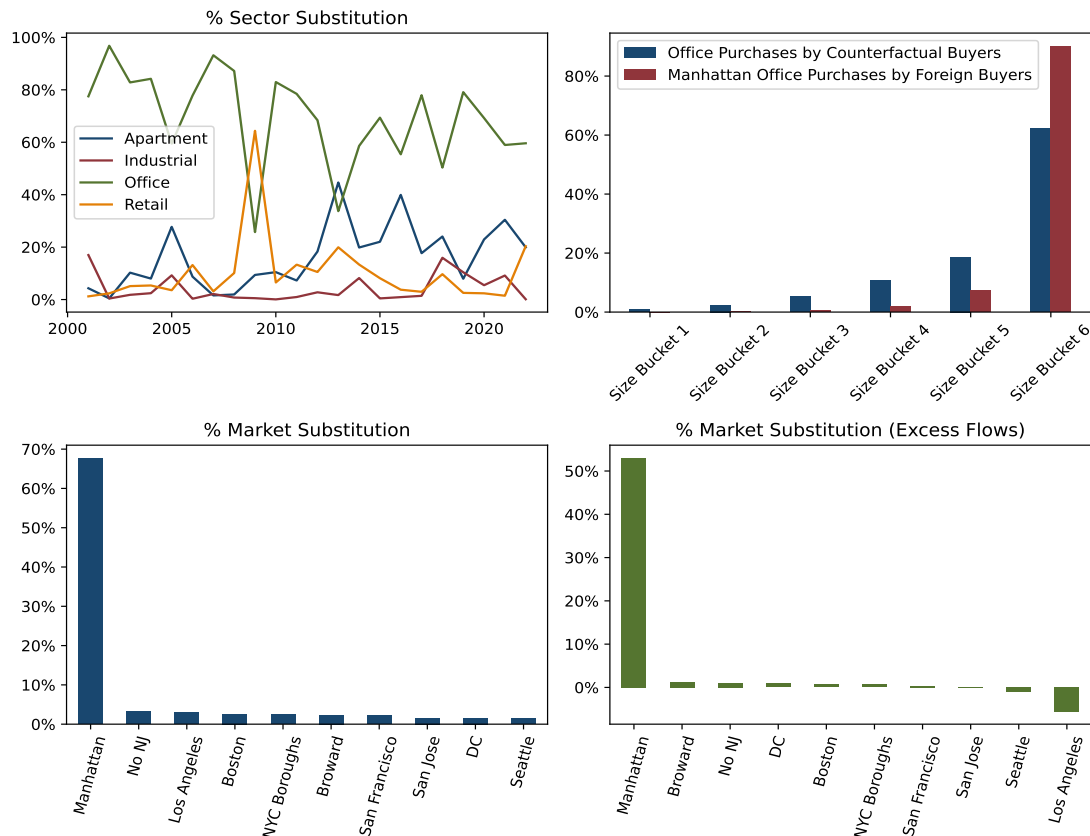 % Sector Substitution
100%
80%
60%
40%
20%
0%
Apartment
Industrial
Office
Retail
2000
2005
2010
2015
2020
Office Purchases by Counterfactual Buyers
Manhattan Office Purchases by Foreign Buyers
80%
60%
40%
20%
0%
Size Bucket 1
Size Bucket 2
Size Bucket 3
Size Bucket 4
Size Bucket 5
Size Bucket 6
% Market Substitution
70%
60%
50%
40%
30%
20%
10%
0%
Manhattan
No NJ
Los Angeles
Boston
NYC Boroughs
Broward
San Francisco
San Jose
DC
Seattle
% Market Substitution (Excess Flows)
50%
40%
30%
20%
10%
0%
Manhattan
Broward
No NJ
DC
Boston
NYC Boroughs
San Francisco
San Jose
Seattle
Los Angeles